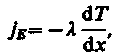 j_E = −λ dT/dx,